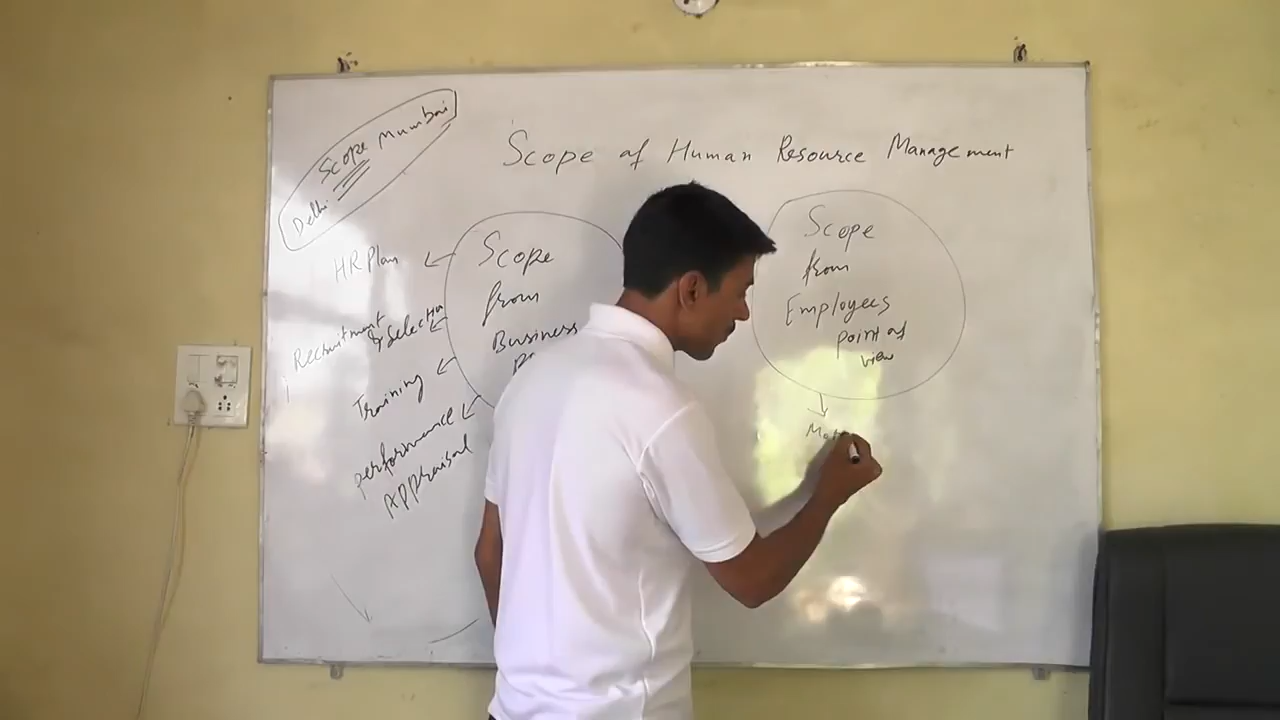 Scope of Human Resource Management
Scope Mumbai
Delhi
Scope
from
Business
HR Plan
Recruitment
& Selection
Training
performance
Appraisal
Scope
from
Employees
point of
view